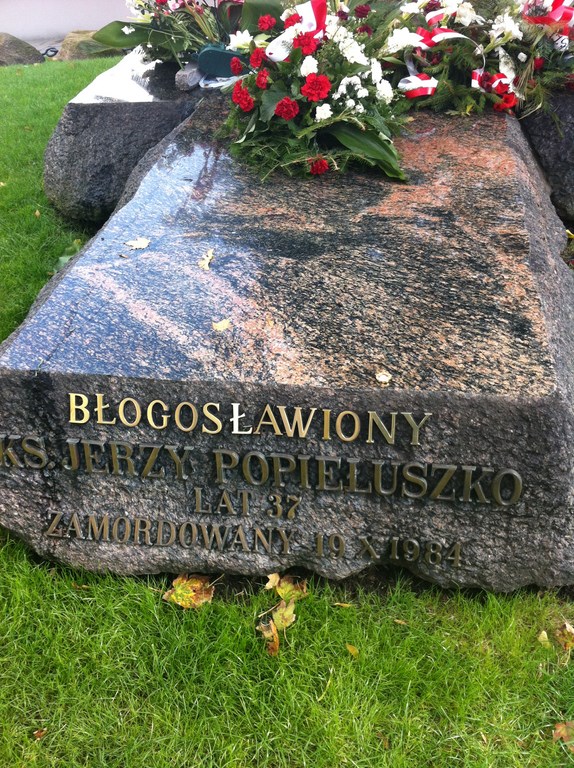 BŁOGOSŁAWIONY
KS. JERZY POPIEŁUSZKO
LAT 37
ZAMORDOWANY 19 X 1984